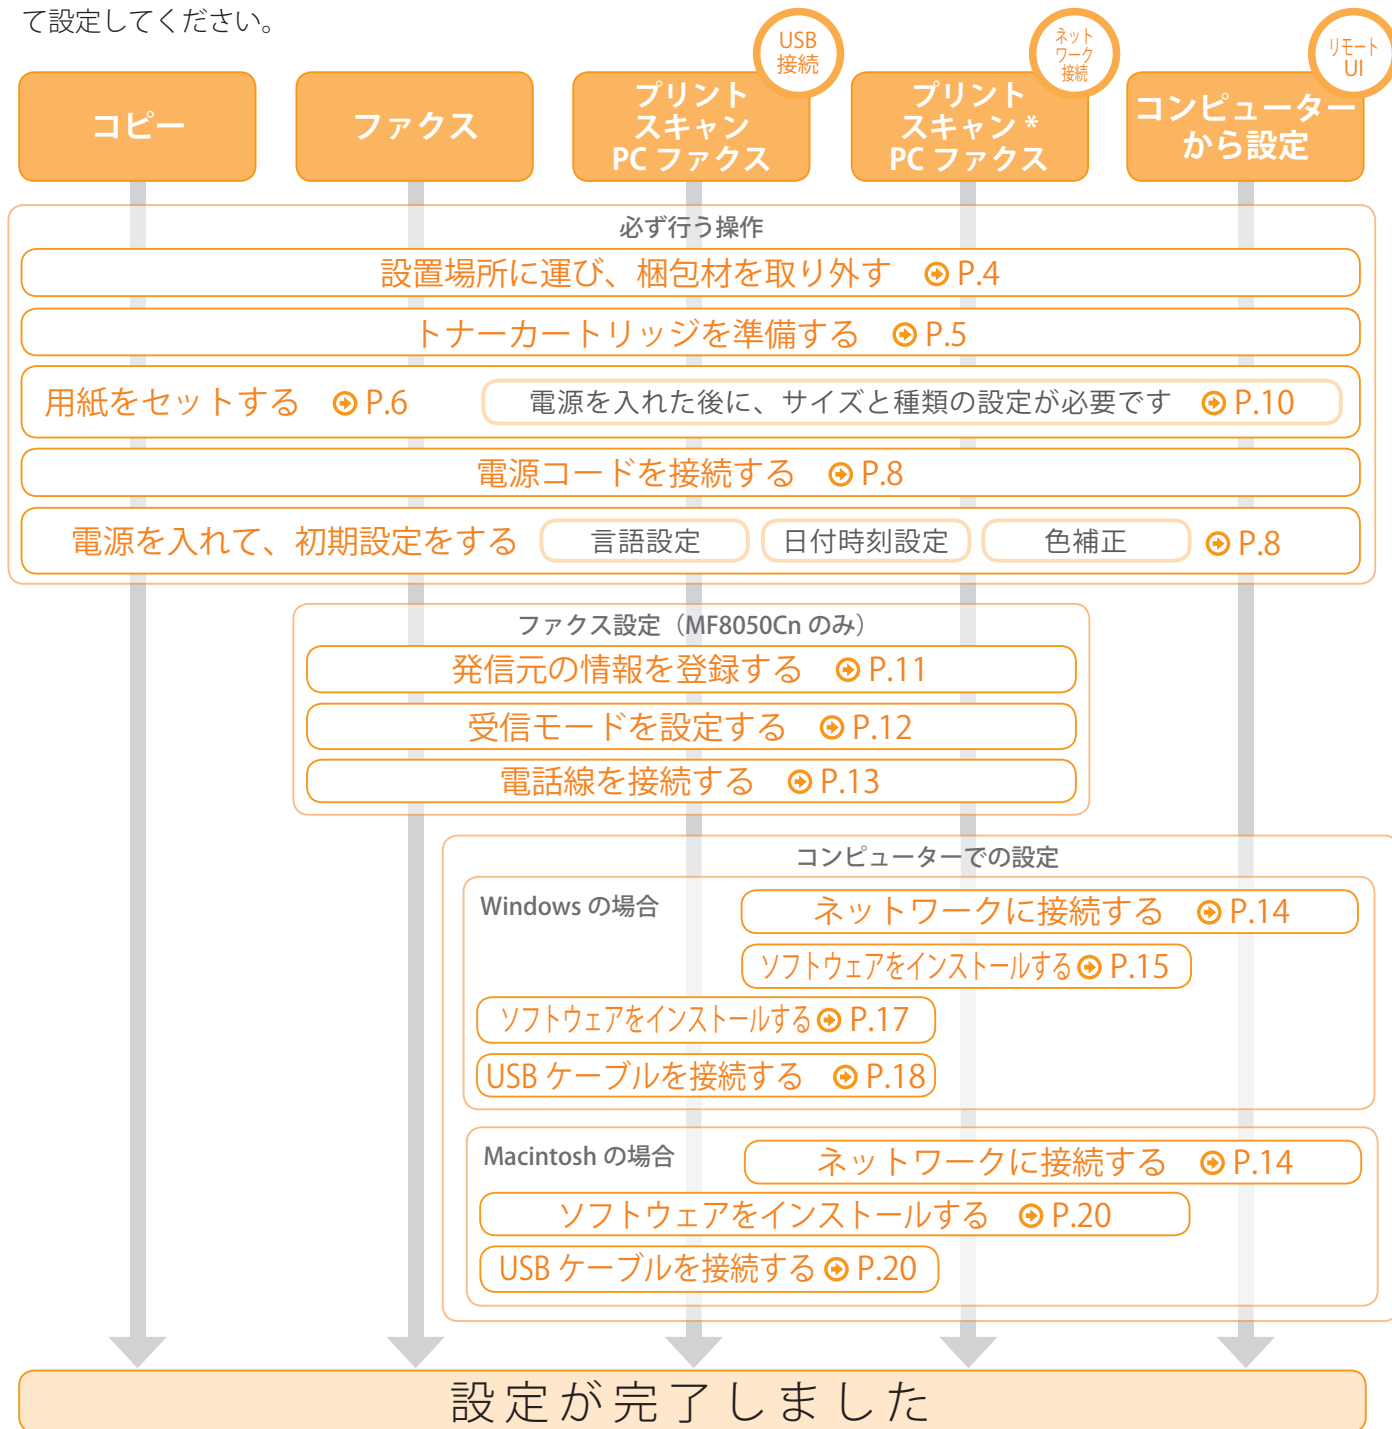 て設定してください。
USB
接続
ネット
ワーク
接続
リモート
UI
コピー
ファクス
プリント
スキャン
PC ファクス
プリント
スキャン *
PC ファクス
コンピューター
から設定
必ず行う操作
設置場所に運び、梱包材を取り外す P.4
トナーカートリッジを準備する P.5
用紙をセットする P.6 電源を入れた後に、サイズと種類の設定が必要です P.10
電源コードを接続する P.8
電源を入れて、初期設定をする 言語設定 日付時刻設定 色補正 P.8
ファクス設定（MF8050Cn のみ）
発信元の情報を登録する P.11
受信モードを設定する P.12
電話線を接続する P.13
コンピューターでの設定
Windows の場合 ネットワークに接続する P.14
ソフトウェアをインストールする P.15
ソフトウェアをインストールする P.17
USB ケーブルを接続する P.18
Macintosh の場合 ネットワークに接続する P.14
ソフトウェアをインストールする P.20
USB ケーブルを接続する P.20
設定が完了しました